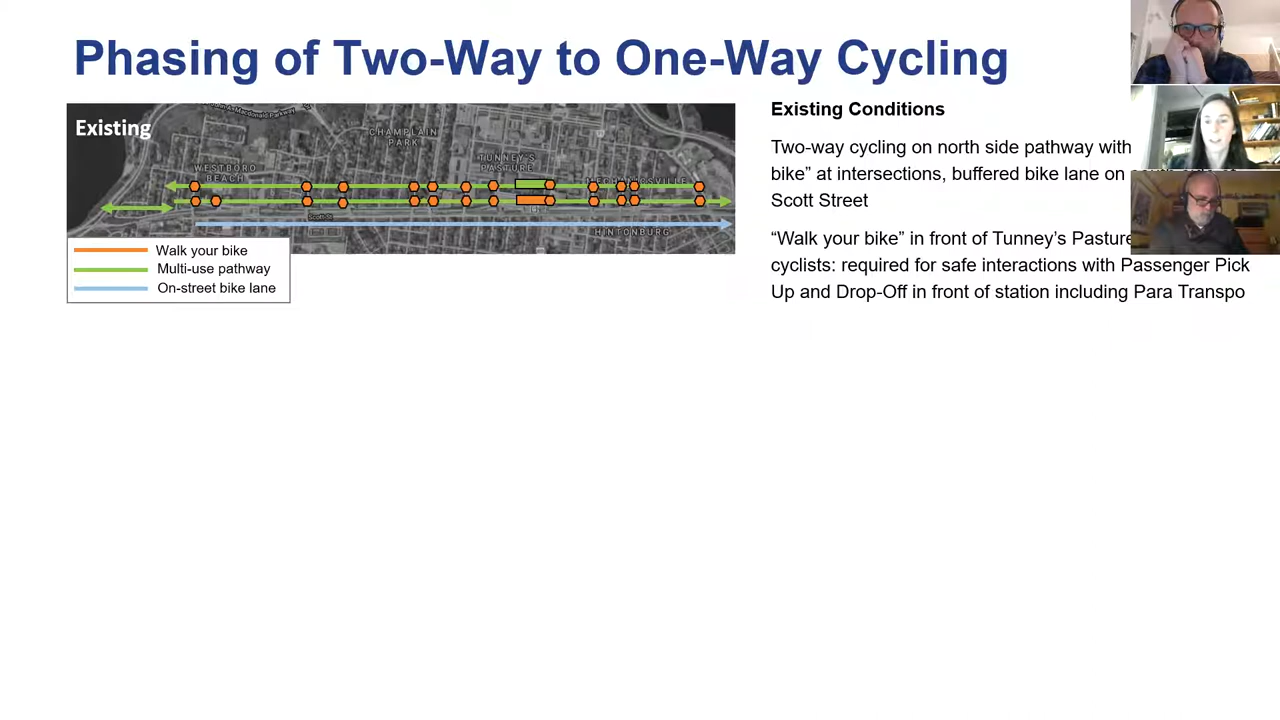 Phasing of Two-Way to One-Way Cycling
Existing
CHAMPLAIN
PARK
TUNNEY'S
PASTURE
WESTBORO
BEACH
MECHANICSVILLE
Scott St
HINTONBURG
Walk your bike
Multi-use pathway
On-street bike lane
Existing Conditions
Two-way cycling on north side pathway with
bike” at intersections, buffered bike lane on
Scott Street
“Walk your bike” in front of Tunney’s Pasture
cyclists: required for safe interactions with Passenger Pick
Up and Drop-Off in front of station including Para Transpo